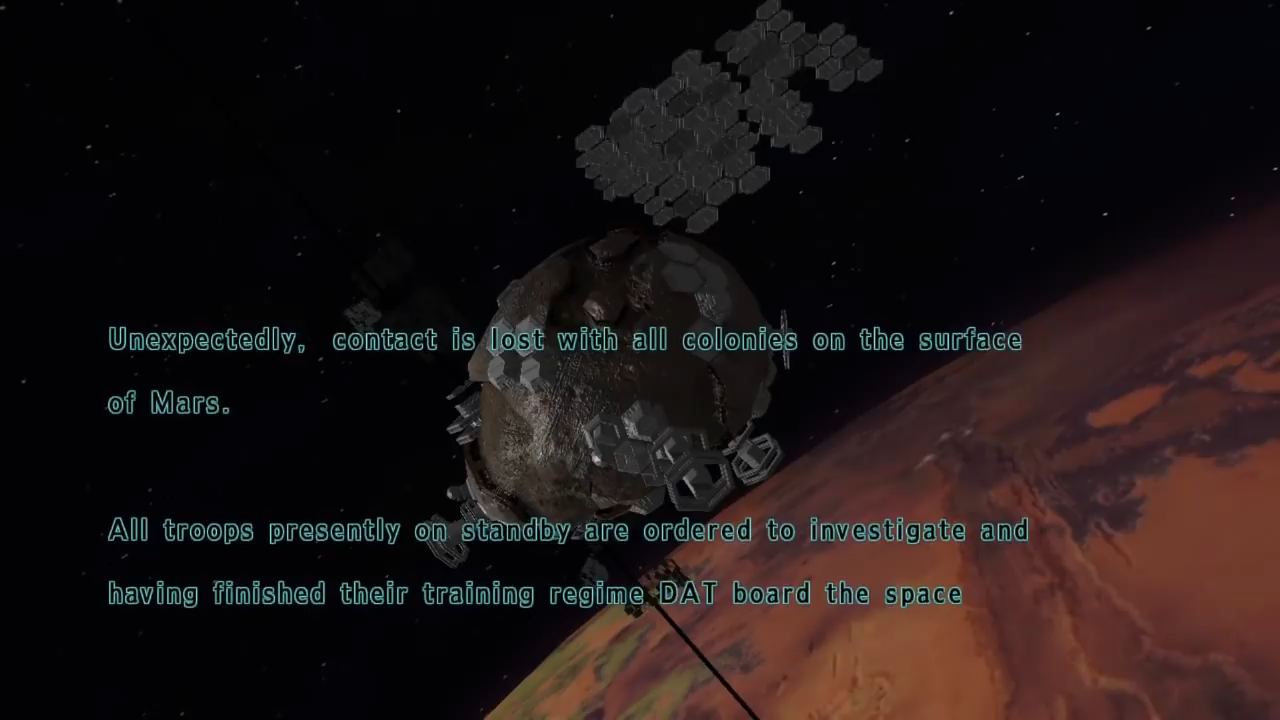 Unexpectedly, contact is lost with all colonies on the surface
of Mars.
All troops presently on standby are ordered to investigate and
having finished their training regime DAT board the space